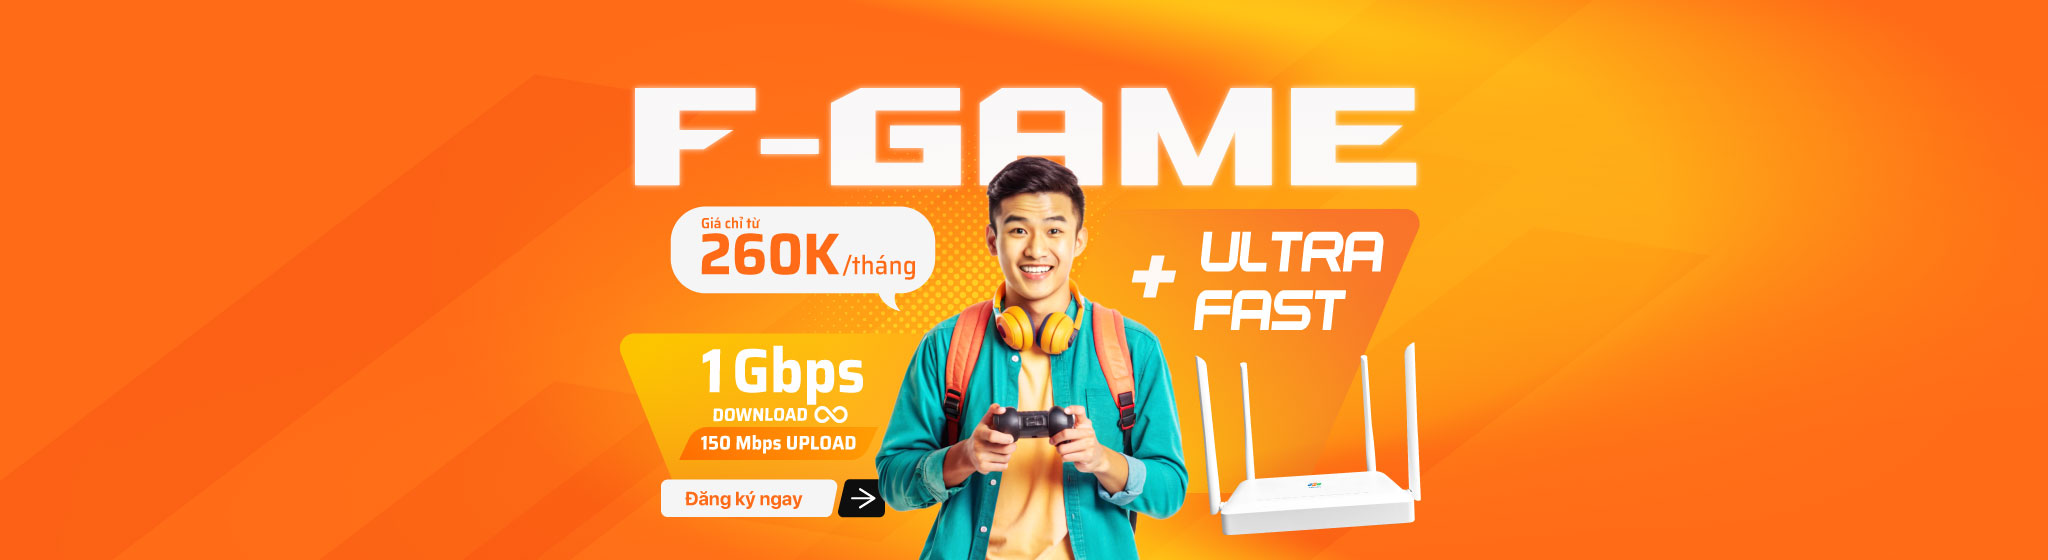 F-GAME
Giá chỉ từ
260K/tháng
+ ULTRA
FAST
1 Gbps
DOWNLOAD ∞
150 Mbps UPLOAD
Đăng ký ngay